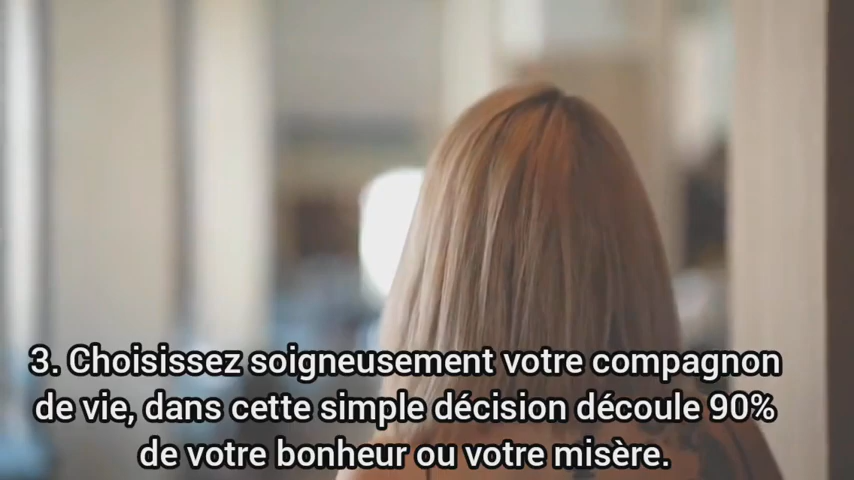 3. Choisissez soigneusement votre compagnon
de vie, dans cette simple décision découle 90%
de votre bonheur ou votre misère.